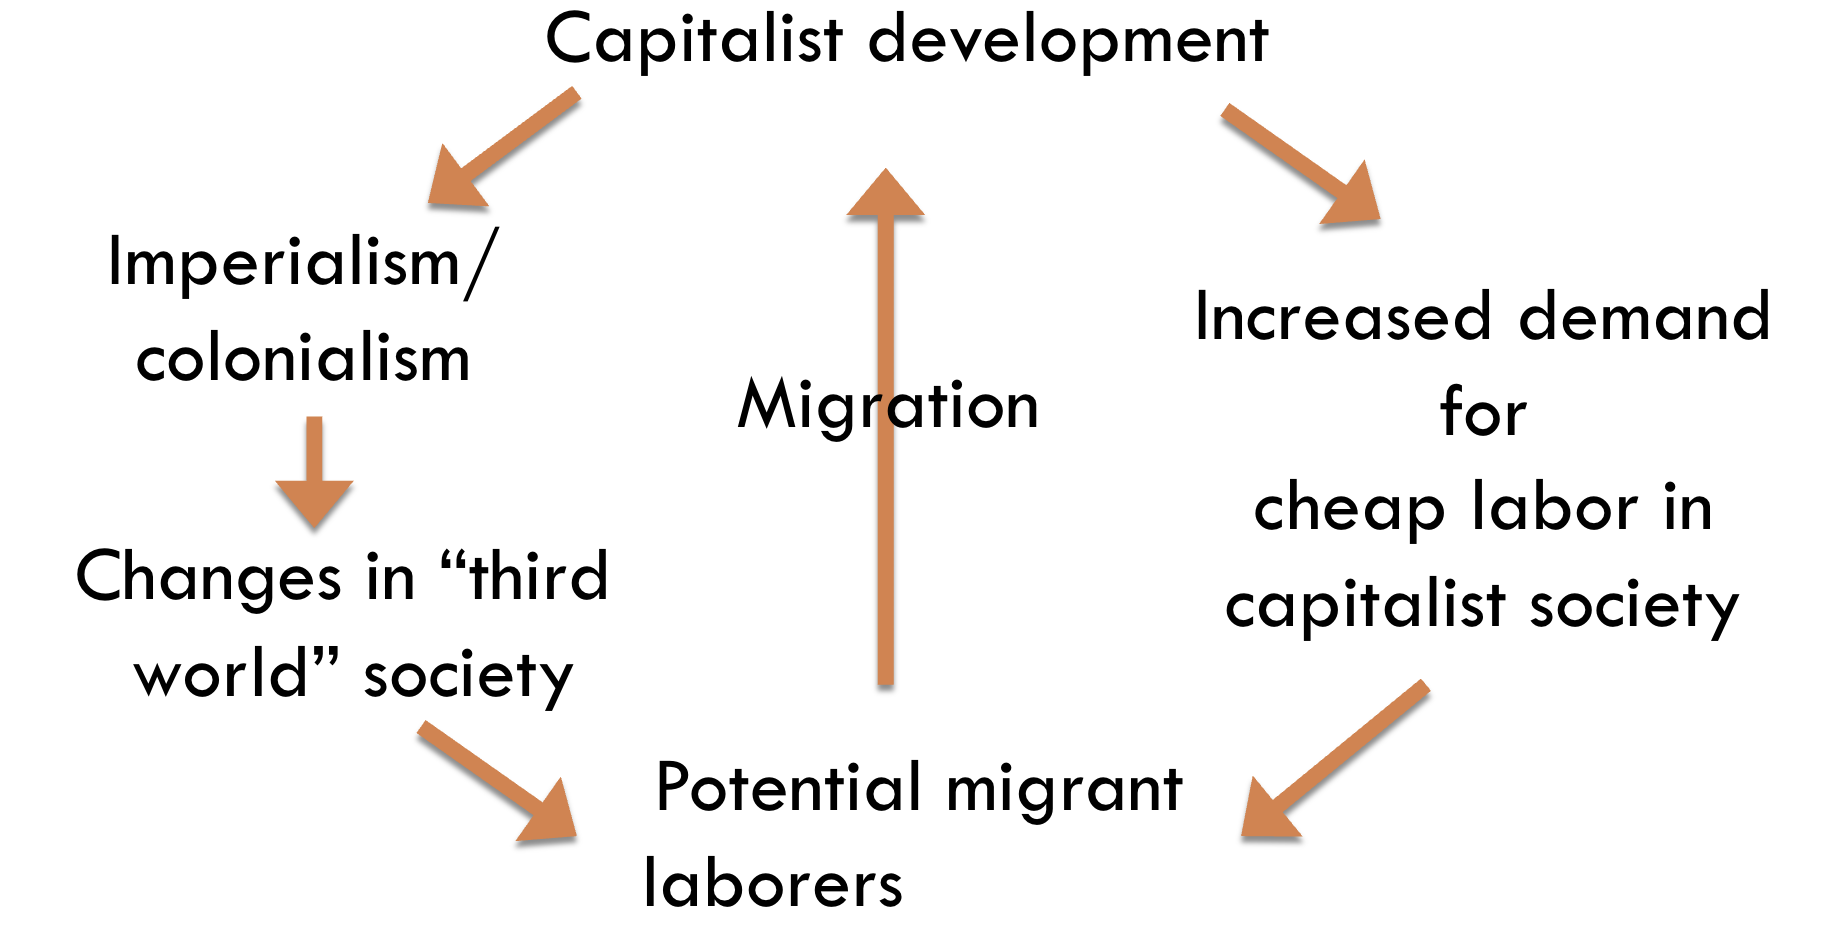 Capitalist development
Imperialism/
colonialism
Increased demand
for
cheap labor in
capitalist society
Migration
Changes in “third
world” society
Potential migrant
laborers